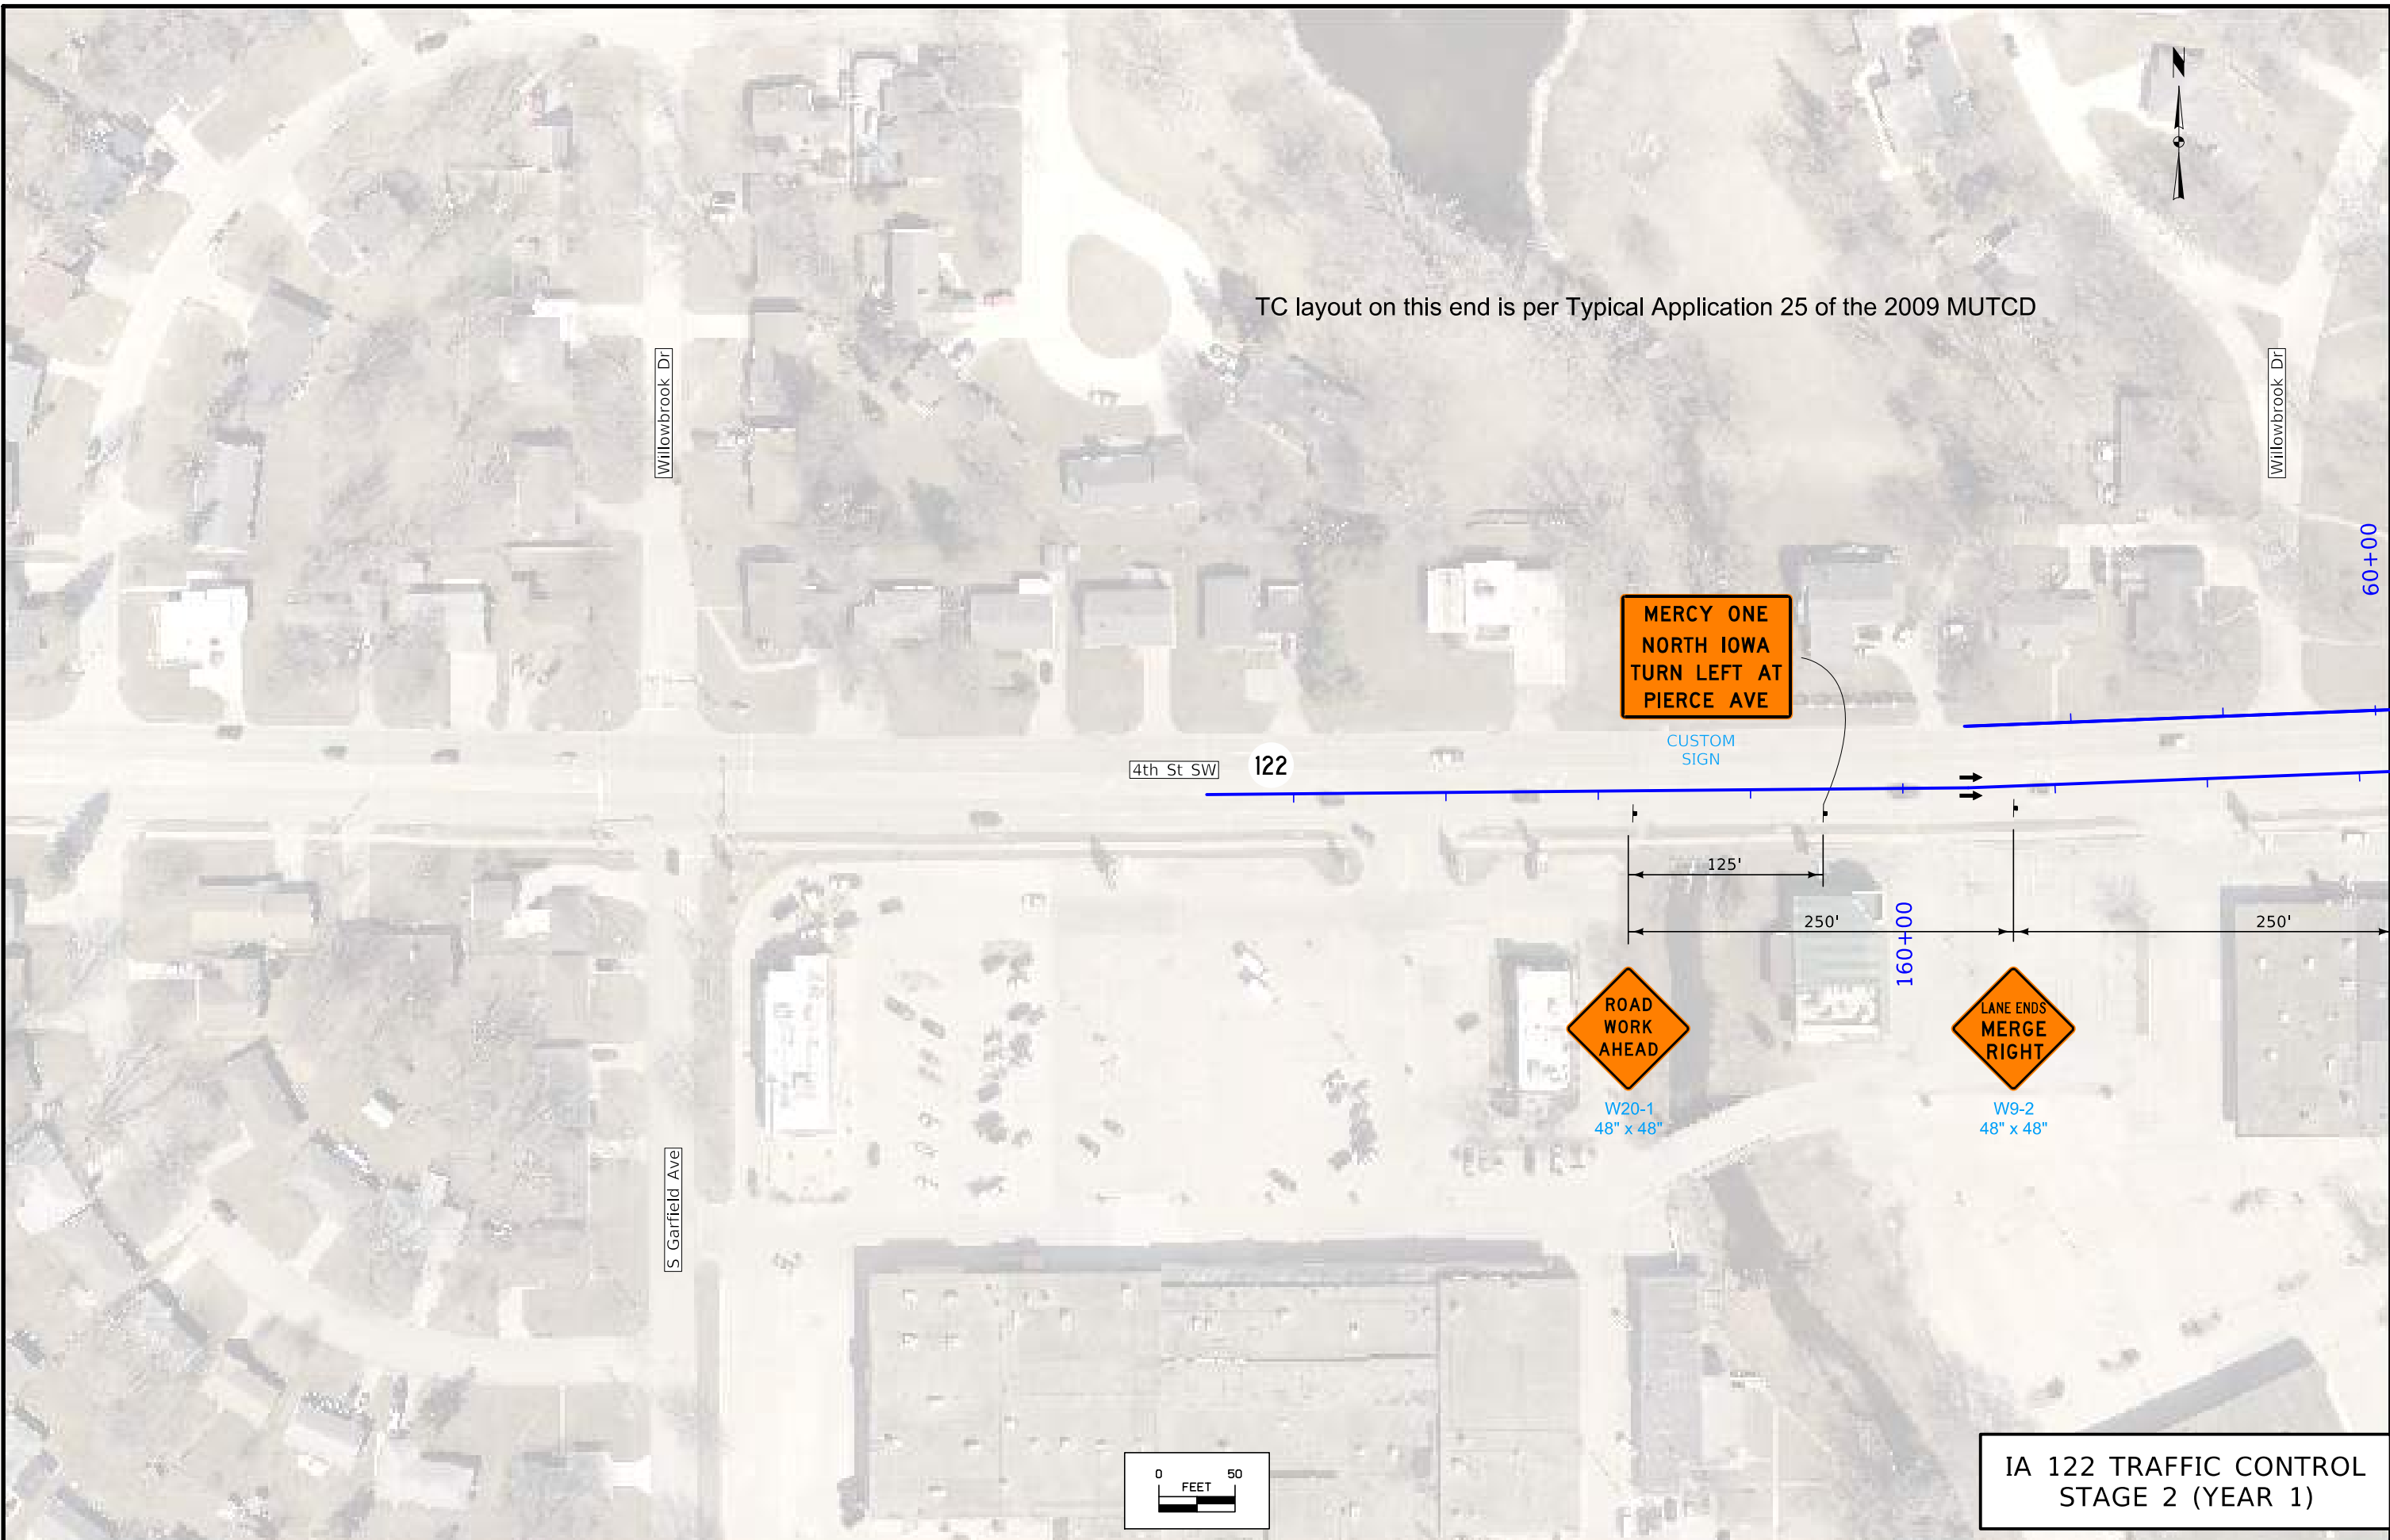 N
TC layout on this end is per Typical Application 25 of the 2009 MUTCD
Willowbrook Dr
Willowbrook Dr
60+00
MERCY ONE
NORTH IOWA
TURN LEFT AT
PIERCE AVE
CUSTOM
SIGN
4th St SW
122
125'
250'
250'
160+00
ROAD
WORK
AHEAD
W20-1
48" x 48"
LANE ENDS
MERGE
RIGHT
W9-2
48" x 48"
S Garfield Ave
0 50
FEET
IA 122 TRAFFIC CONTROL
STAGE 2 (YEAR 1)